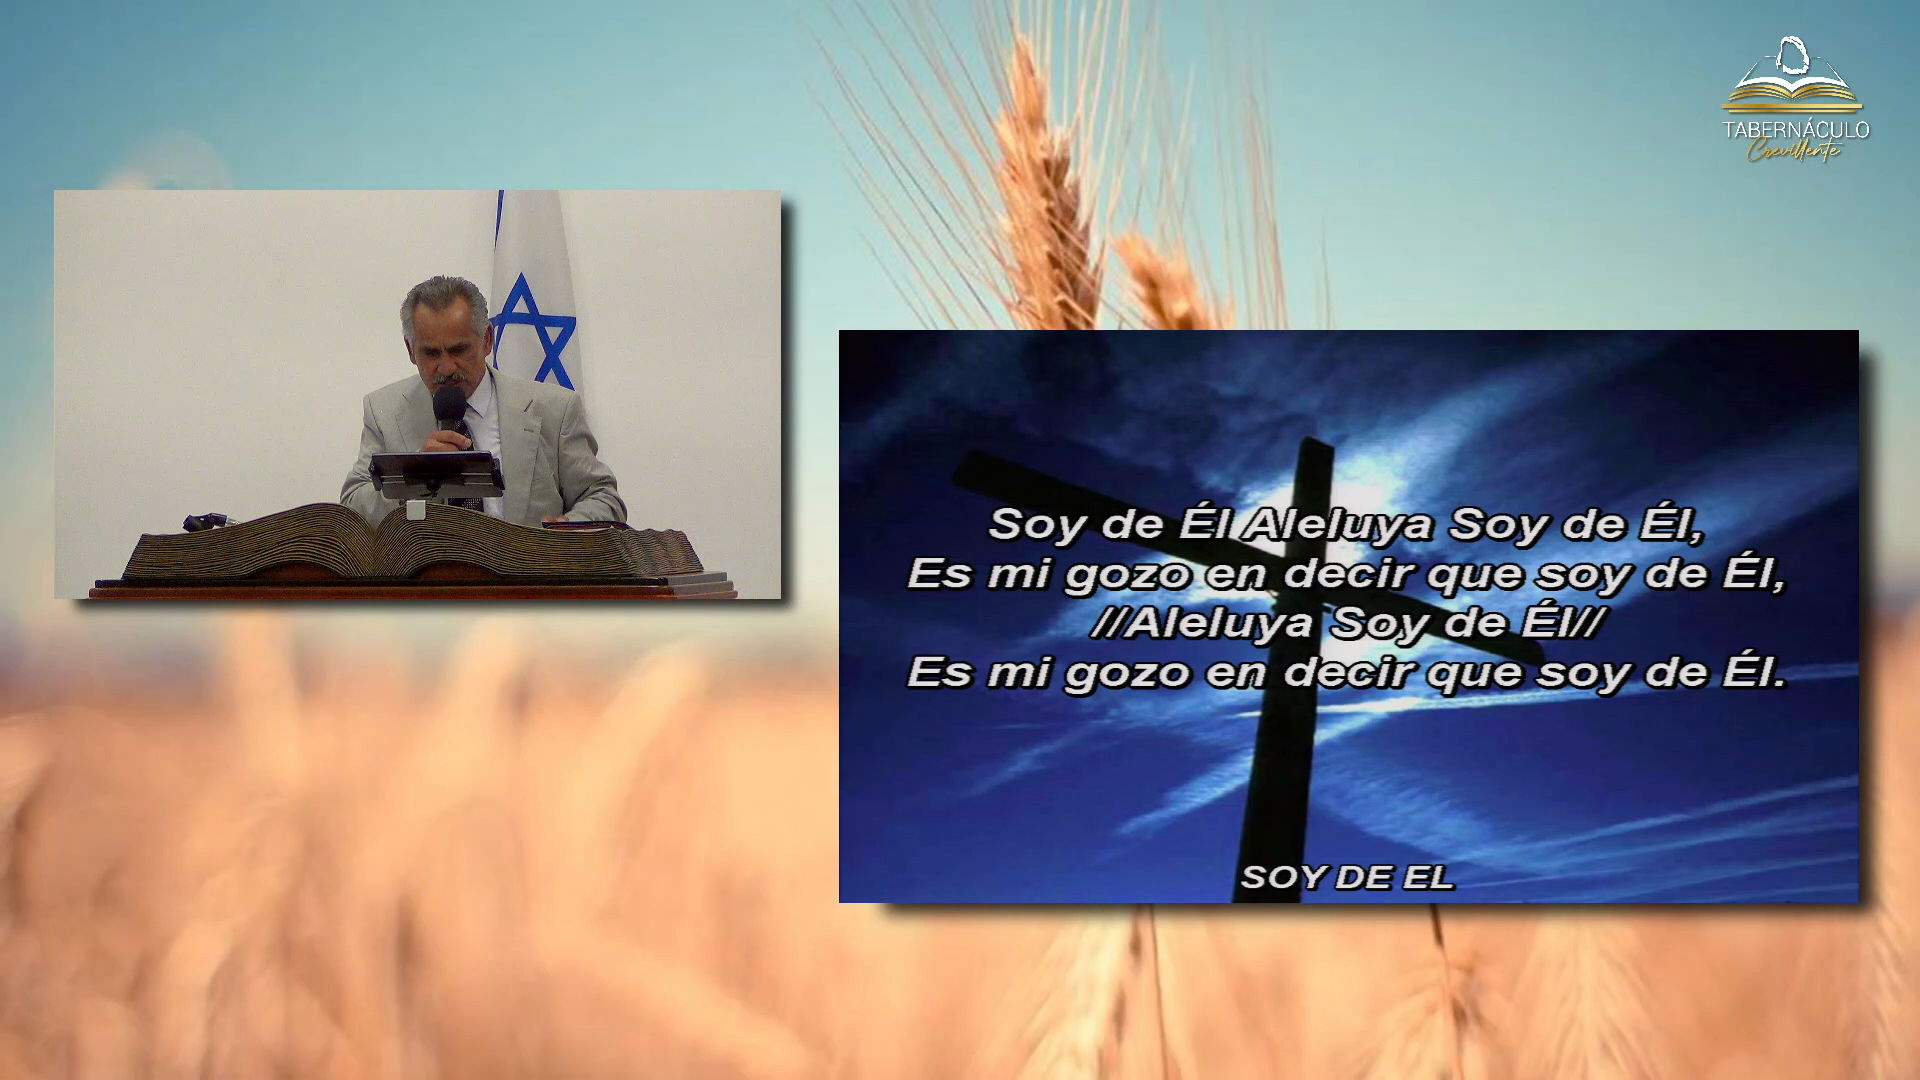 TABERNÁCULO
Crevillente
Soy de Él Aleluya Soy de Él,
Es mi gozo en decir que soy de Él,
//Aleluya Soy de Él//
Es mi gozo en decir que soy de Él.
SOY DE EL